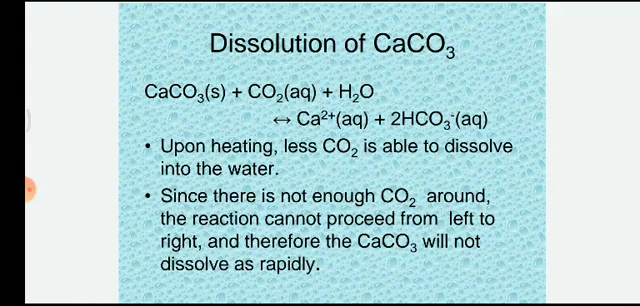 Dissolution of CaCO₃
CaCO₃(s) + CO₂(aq) + H₂O
↔ Ca²⁺(aq) + 2HCO₃⁻(aq)
• Upon heating, less CO₂ is able to dissolve
into the water.
• Since there is not enough CO₂ around,
the reaction cannot proceed from left to
right, and therefore the CaCO₃ will not
dissolve as rapidly.